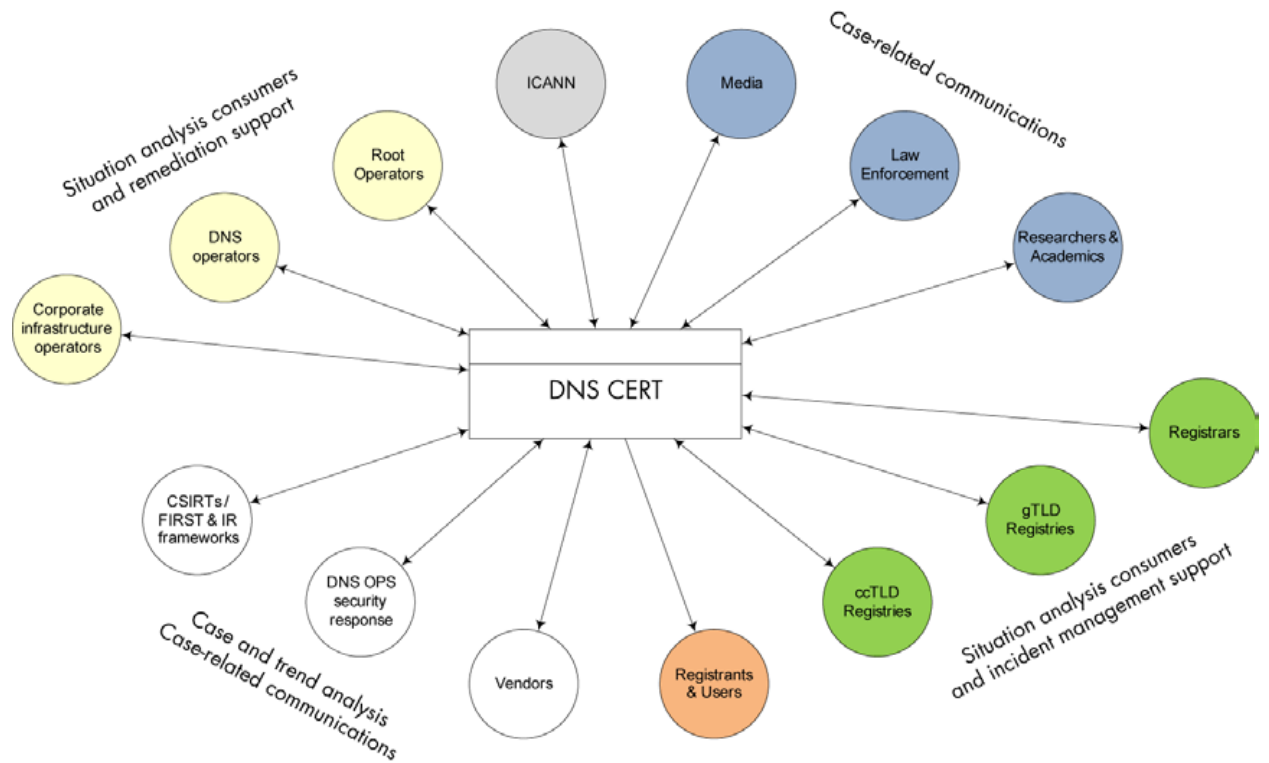 Case-related communications
ICANN
Media
Situation analysis consumers
and remediation support
Root
Operators
Law
Enforcement
DNS
operators
Researchers &
Academics
Corporate
infrastructure
operators
DNS CERT
Registrars
CSIRTs /
FIRST & IR
frameworks
gTLD
Registries
DNS OPS
security
response
ccTLD
Registries
Situation analysis consumers
and incident management support
Case and trend analysis
Case-related communications
Vendors
Registrants
& Users